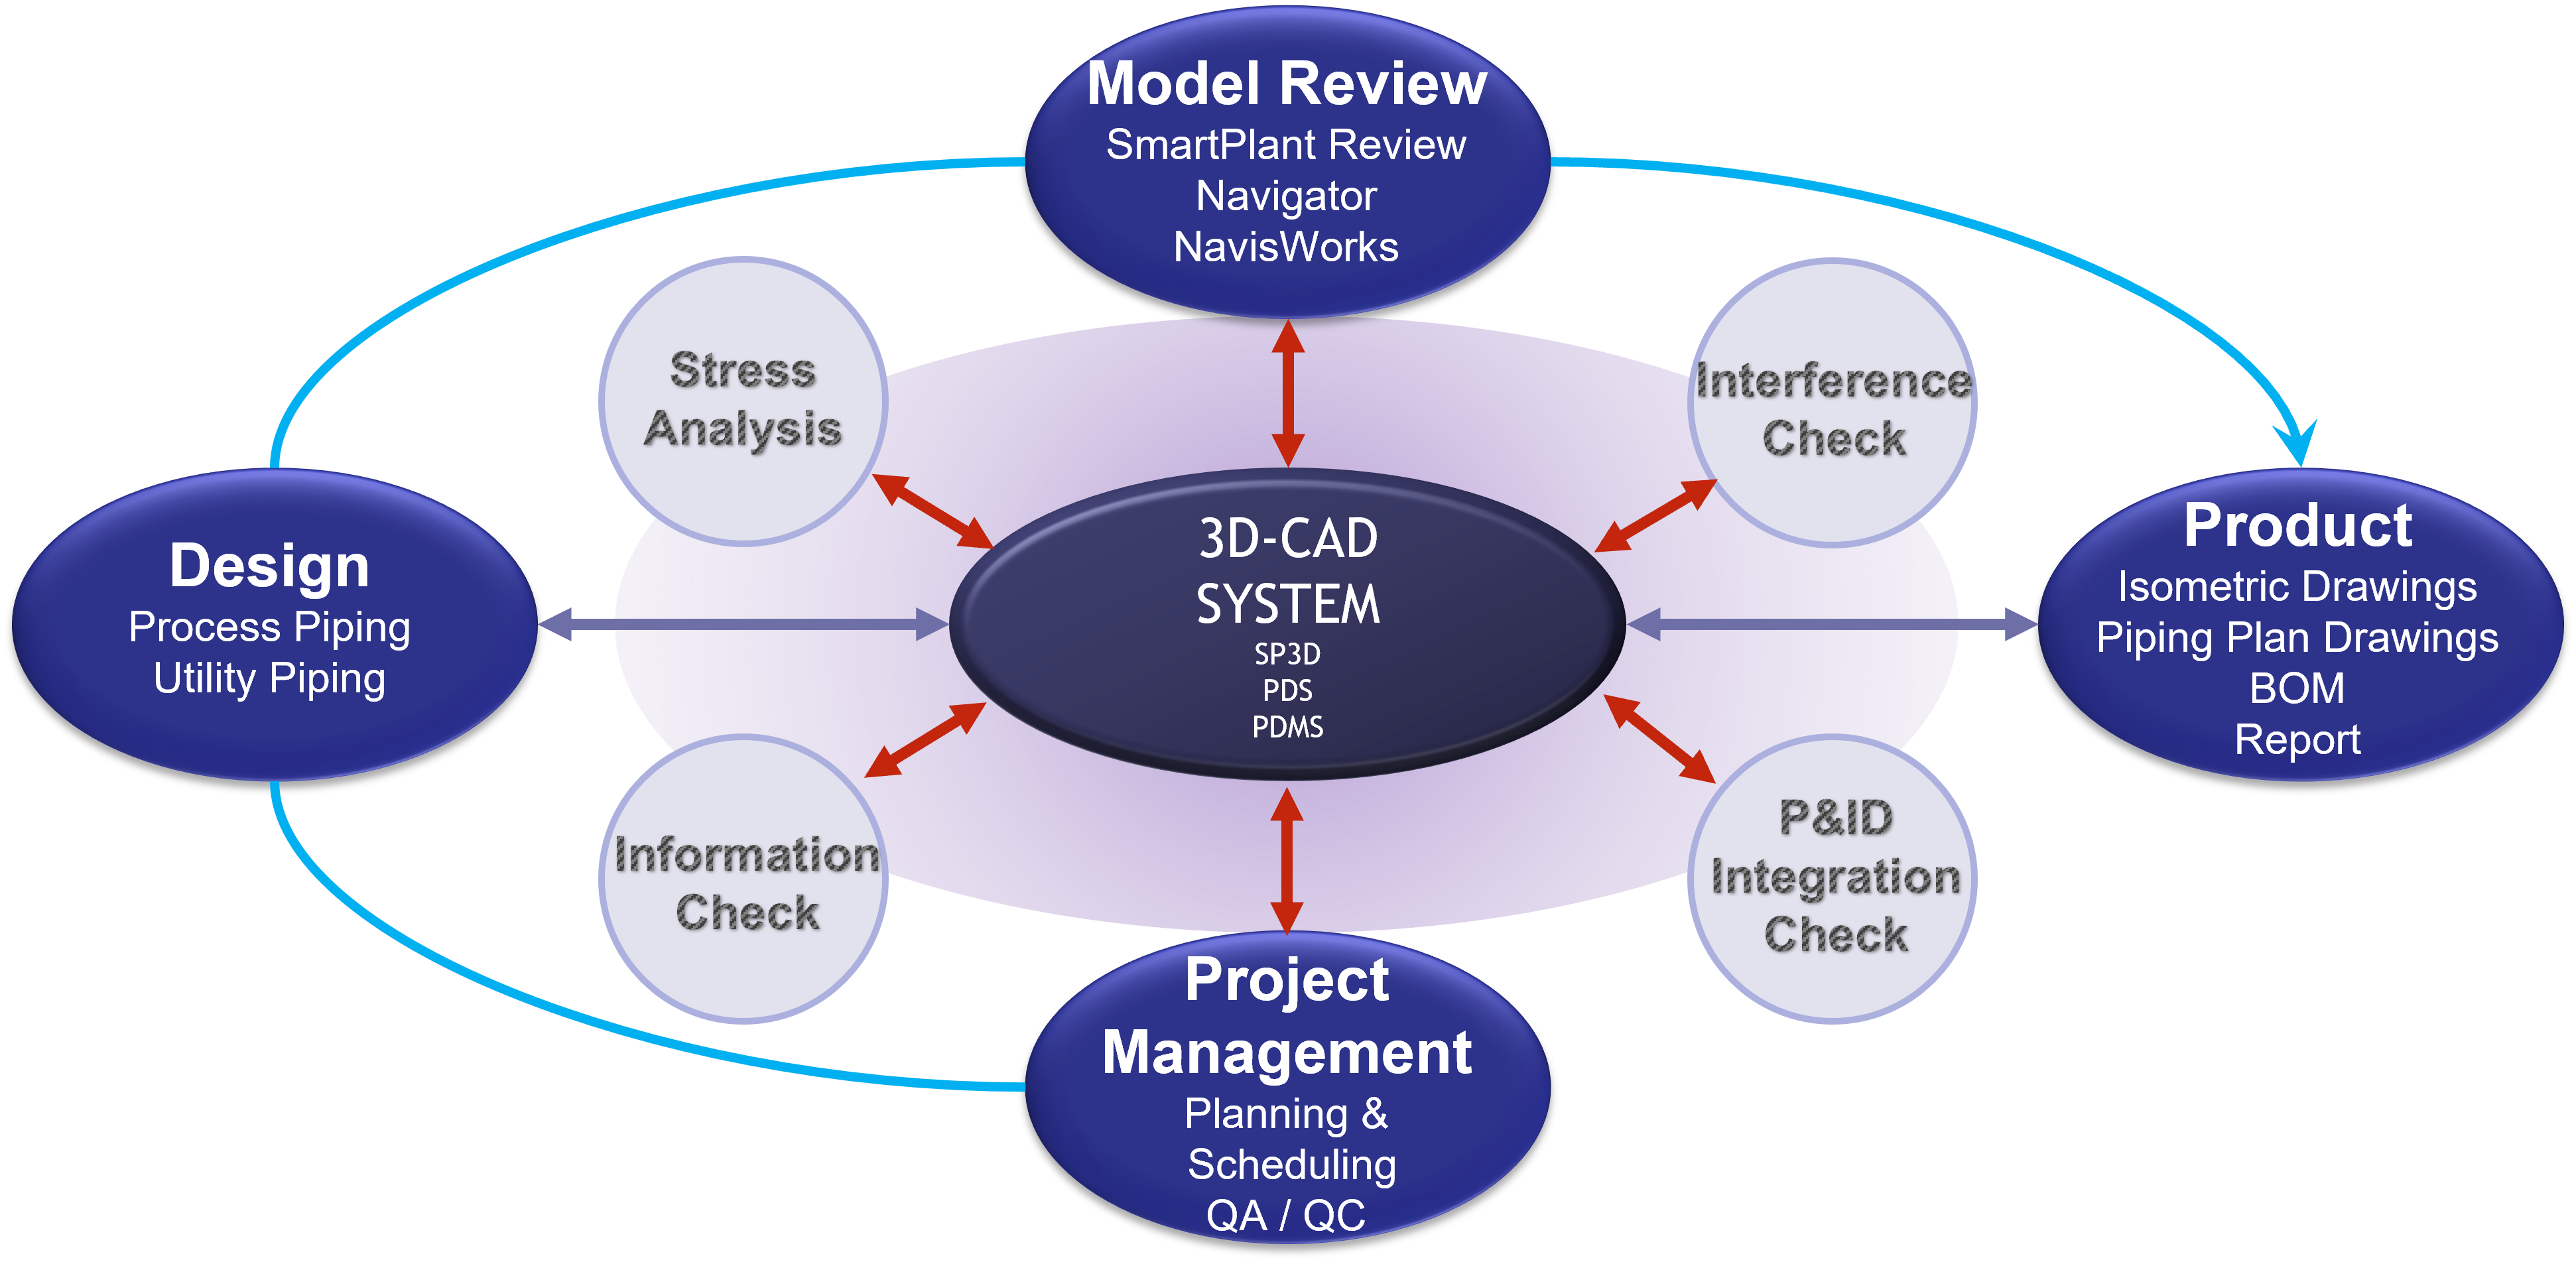 Model Review
SmartPlant Review
Navigator
NavisWorks
Stress
Analysis
Interference
Check
Design
Process Piping
Utility Piping
3D-CAD
SYSTEM
SP3D
PDS
PDMS
Product
Isometric Drawings
Piping Plan Drawings
BOM
Report
Information
Check
P&ID
Integration
Check
Project
Management
Planning &
Scheduling
QA / QC